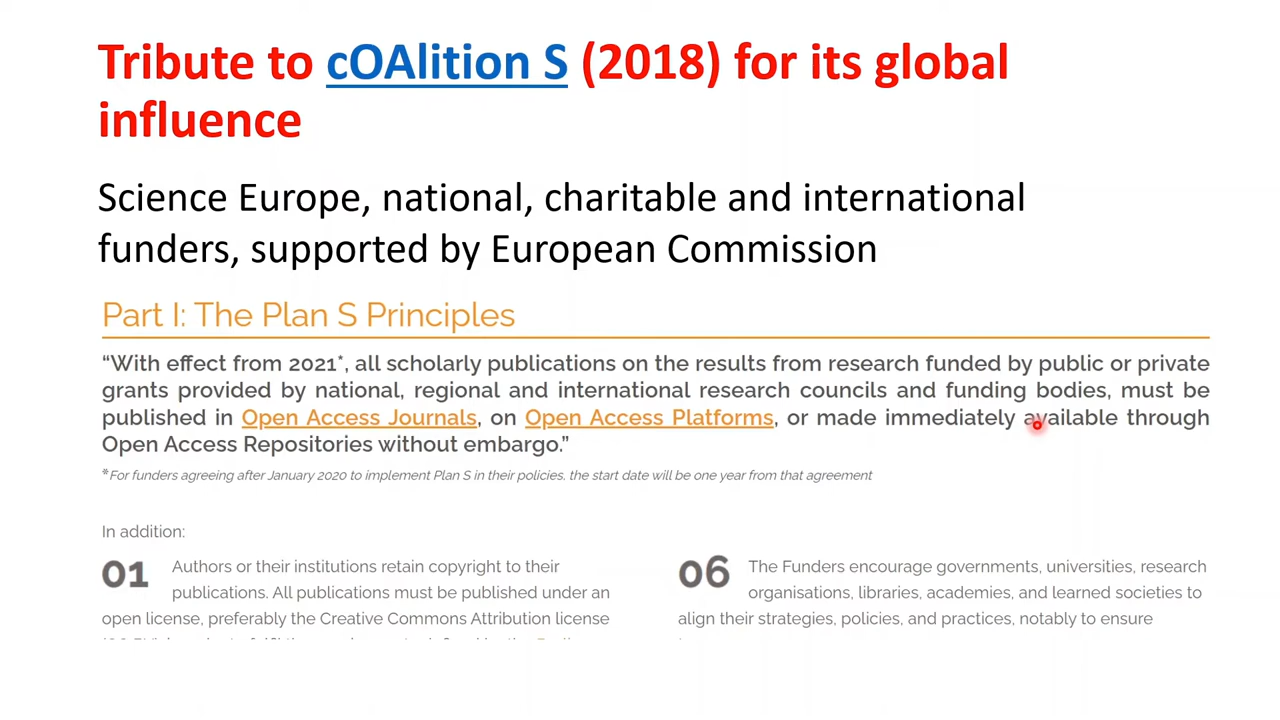 Tribute to cOAlition S (2018) for its global
influence
Science Europe, national, charitable and international
funders, supported by European Commission
Part I: The Plan S Principles
“With effect from 2021*, all scholarly publications on the results from research funded by public or private
grants provided by national, regional and international research councils and funding bodies, must be
published in Open Access Journals, on Open Access Platforms, or made immediately available through
Open Access Repositories without embargo.”
*For funders agreeing after January 2020 to implement Plan S in their policies, the start date will be one year from that agreement
In addition:
01 Authors or their institutions retain copyright to their
publications. All publications must be published under an
open license, preferably the Creative Commons Attribution license
06 The Funders encourage governments, universities, research
organisations, libraries, academies, and learned societies to
align their strategies, policies, and practices, notably to ensure